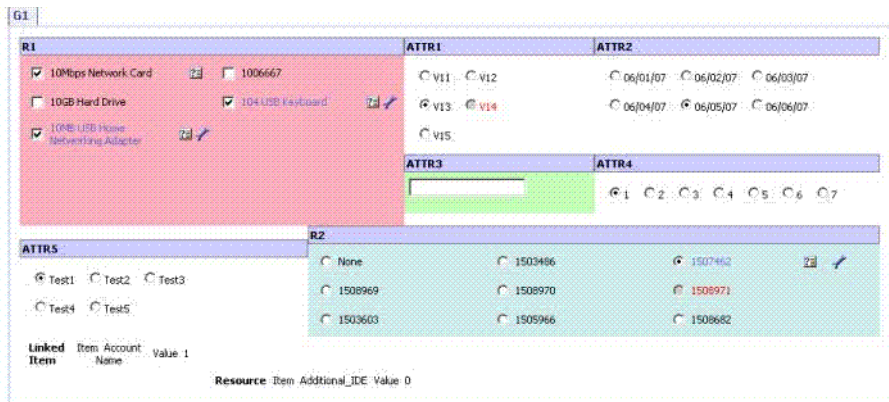 G1
R1 ATTR1 ATTR2
10Mbps Network Card 1006667 V11 V12 06/01/07 06/02/07 06/03/07
10GB Hard Drive 104 USB Keyboard V13 V14 06/04/07 06/05/07 06/06/07
10MB USB Home
Networking Adapter V15
ATTR3 ATTR4
1 2 3 4 5 6 7
R2
ATTR5
None 1503486 1507462
Test1 Test2 Test3
1508969 1508970 1508971
Test4 Test5
1503603 1505966 1508682
Linked Item Account Value 1
Item Name
Resource Item Additional_IDE Value 0